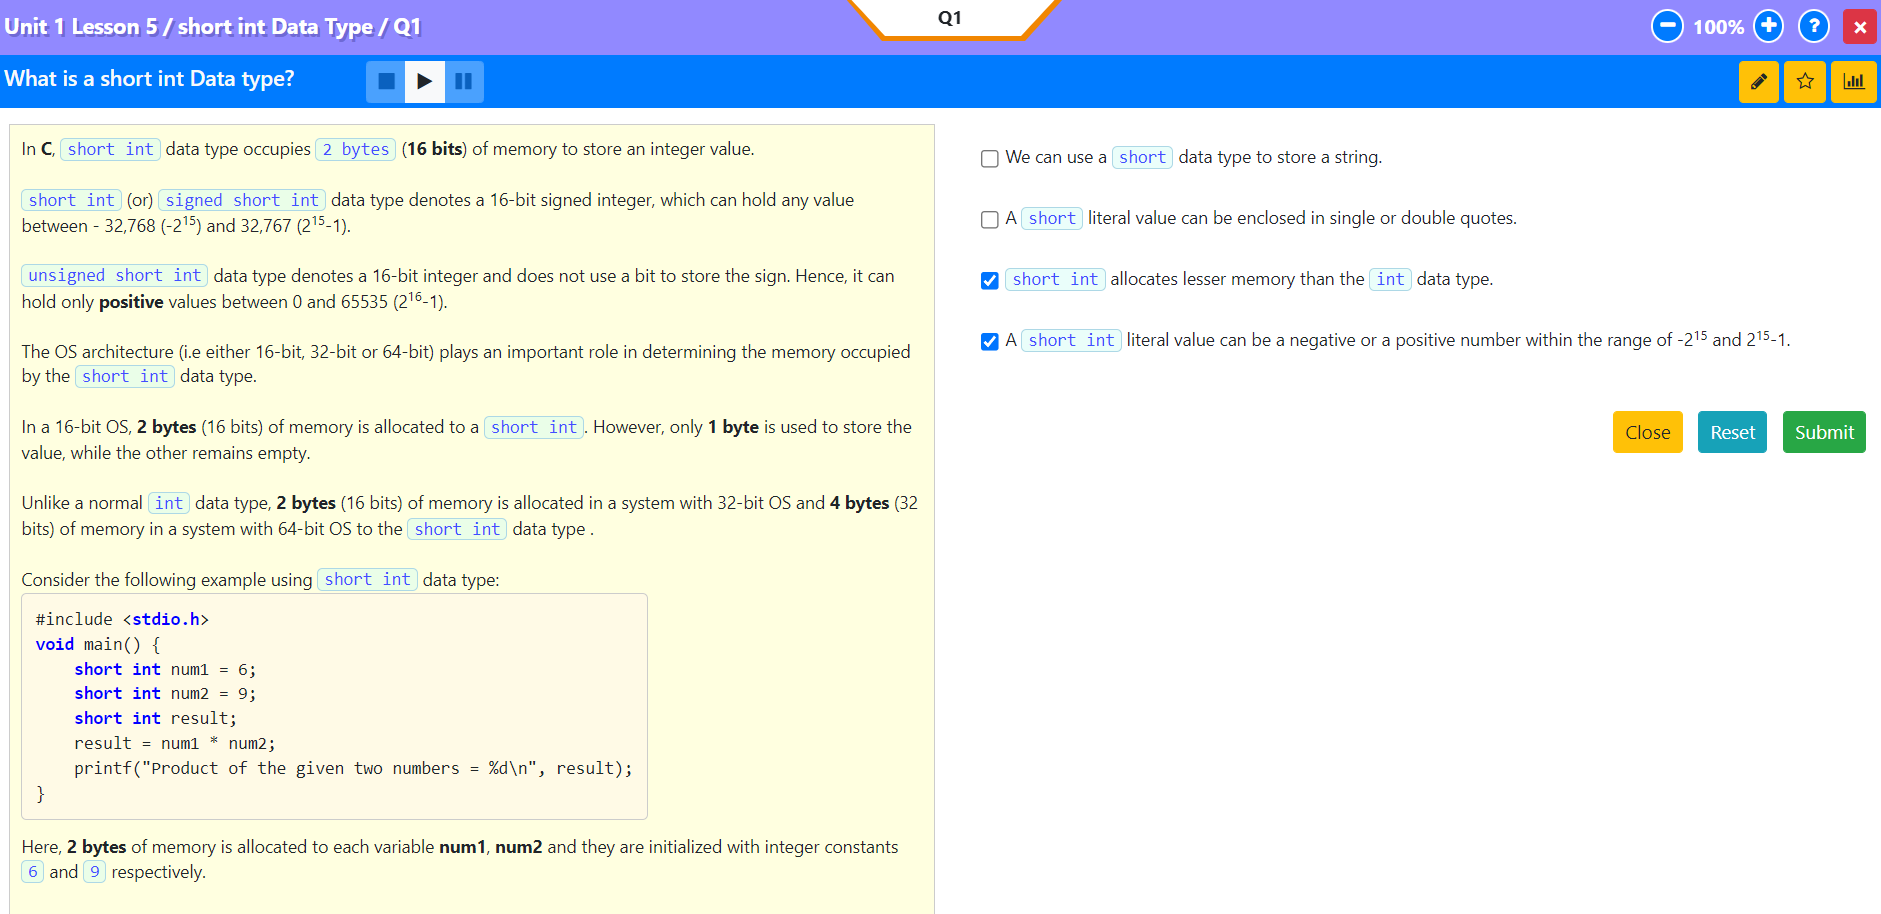 Unit 1 Lesson 5 / short int Data Type / Q1
Q1
100%
?
What is a short int Data type?
In C, short int data type occupies 2 bytes (16 bits) of memory to store an integer value.
short int (or) signed short int data type denotes a 16-bit signed integer, which can hold any value
between - 32,768 (-2¹⁵) and 32,767 (2¹⁵-1).
unsigned short int data type denotes a 16-bit integer and does not use a bit to store the sign. Hence, it can
hold only positive values between 0 and 65535 (2¹⁶-1).
The OS architecture (i.e either 16-bit, 32-bit or 64-bit) plays an important role in determining the memory occupied
by the short int data type.
In a 16-bit OS, 2 bytes (16 bits) of memory is allocated to a short int. However, only 1 byte is used to store the
value, while the other remains empty.
Unlike a normal int data type, 2 bytes (16 bits) of memory is allocated in a system with 32-bit OS and 4 bytes (32
bits) of memory in a system with 64-bit OS to the short int data type .
Consider the following example using short int data type:
#include <stdio.h>
void main() {
    short int num1 = 6;
    short int num2 = 9;
    short int result;
    result = num1 * num2;
    printf("Product of the given two numbers = %d\n", result);
}
Here, 2 bytes of memory is allocated to each variable num1, num2 and they are initialized with integer constants
6 and 9 respectively.
We can use a short data type to store a string.
A short literal value can be enclosed in single or double quotes.
short int allocates lesser memory than the int data type.
A short int literal value can be a negative or a positive number within the range of -2¹⁵ and 2¹⁵-1.
Close Reset Submit